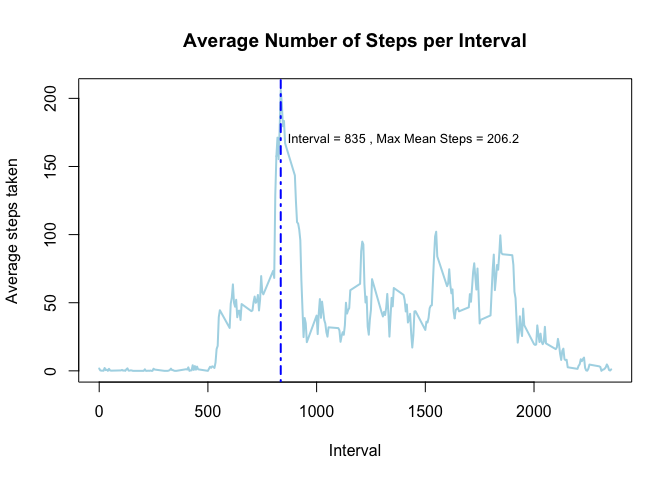 Average Number of Steps per Interval
Average steps taken
200
150
100
50
0
Interval = 835 , Max Mean Steps = 206.2
0 500 1000 1500 2000
Interval